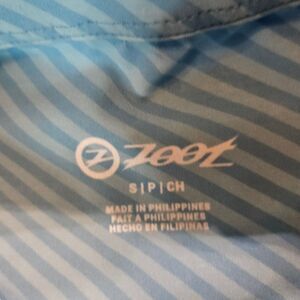 Z ZOOT
S|P|CH
MADE IN PHILIPPINES
FAIT A PHILIPPINES
HECHO EN FILIPINAS